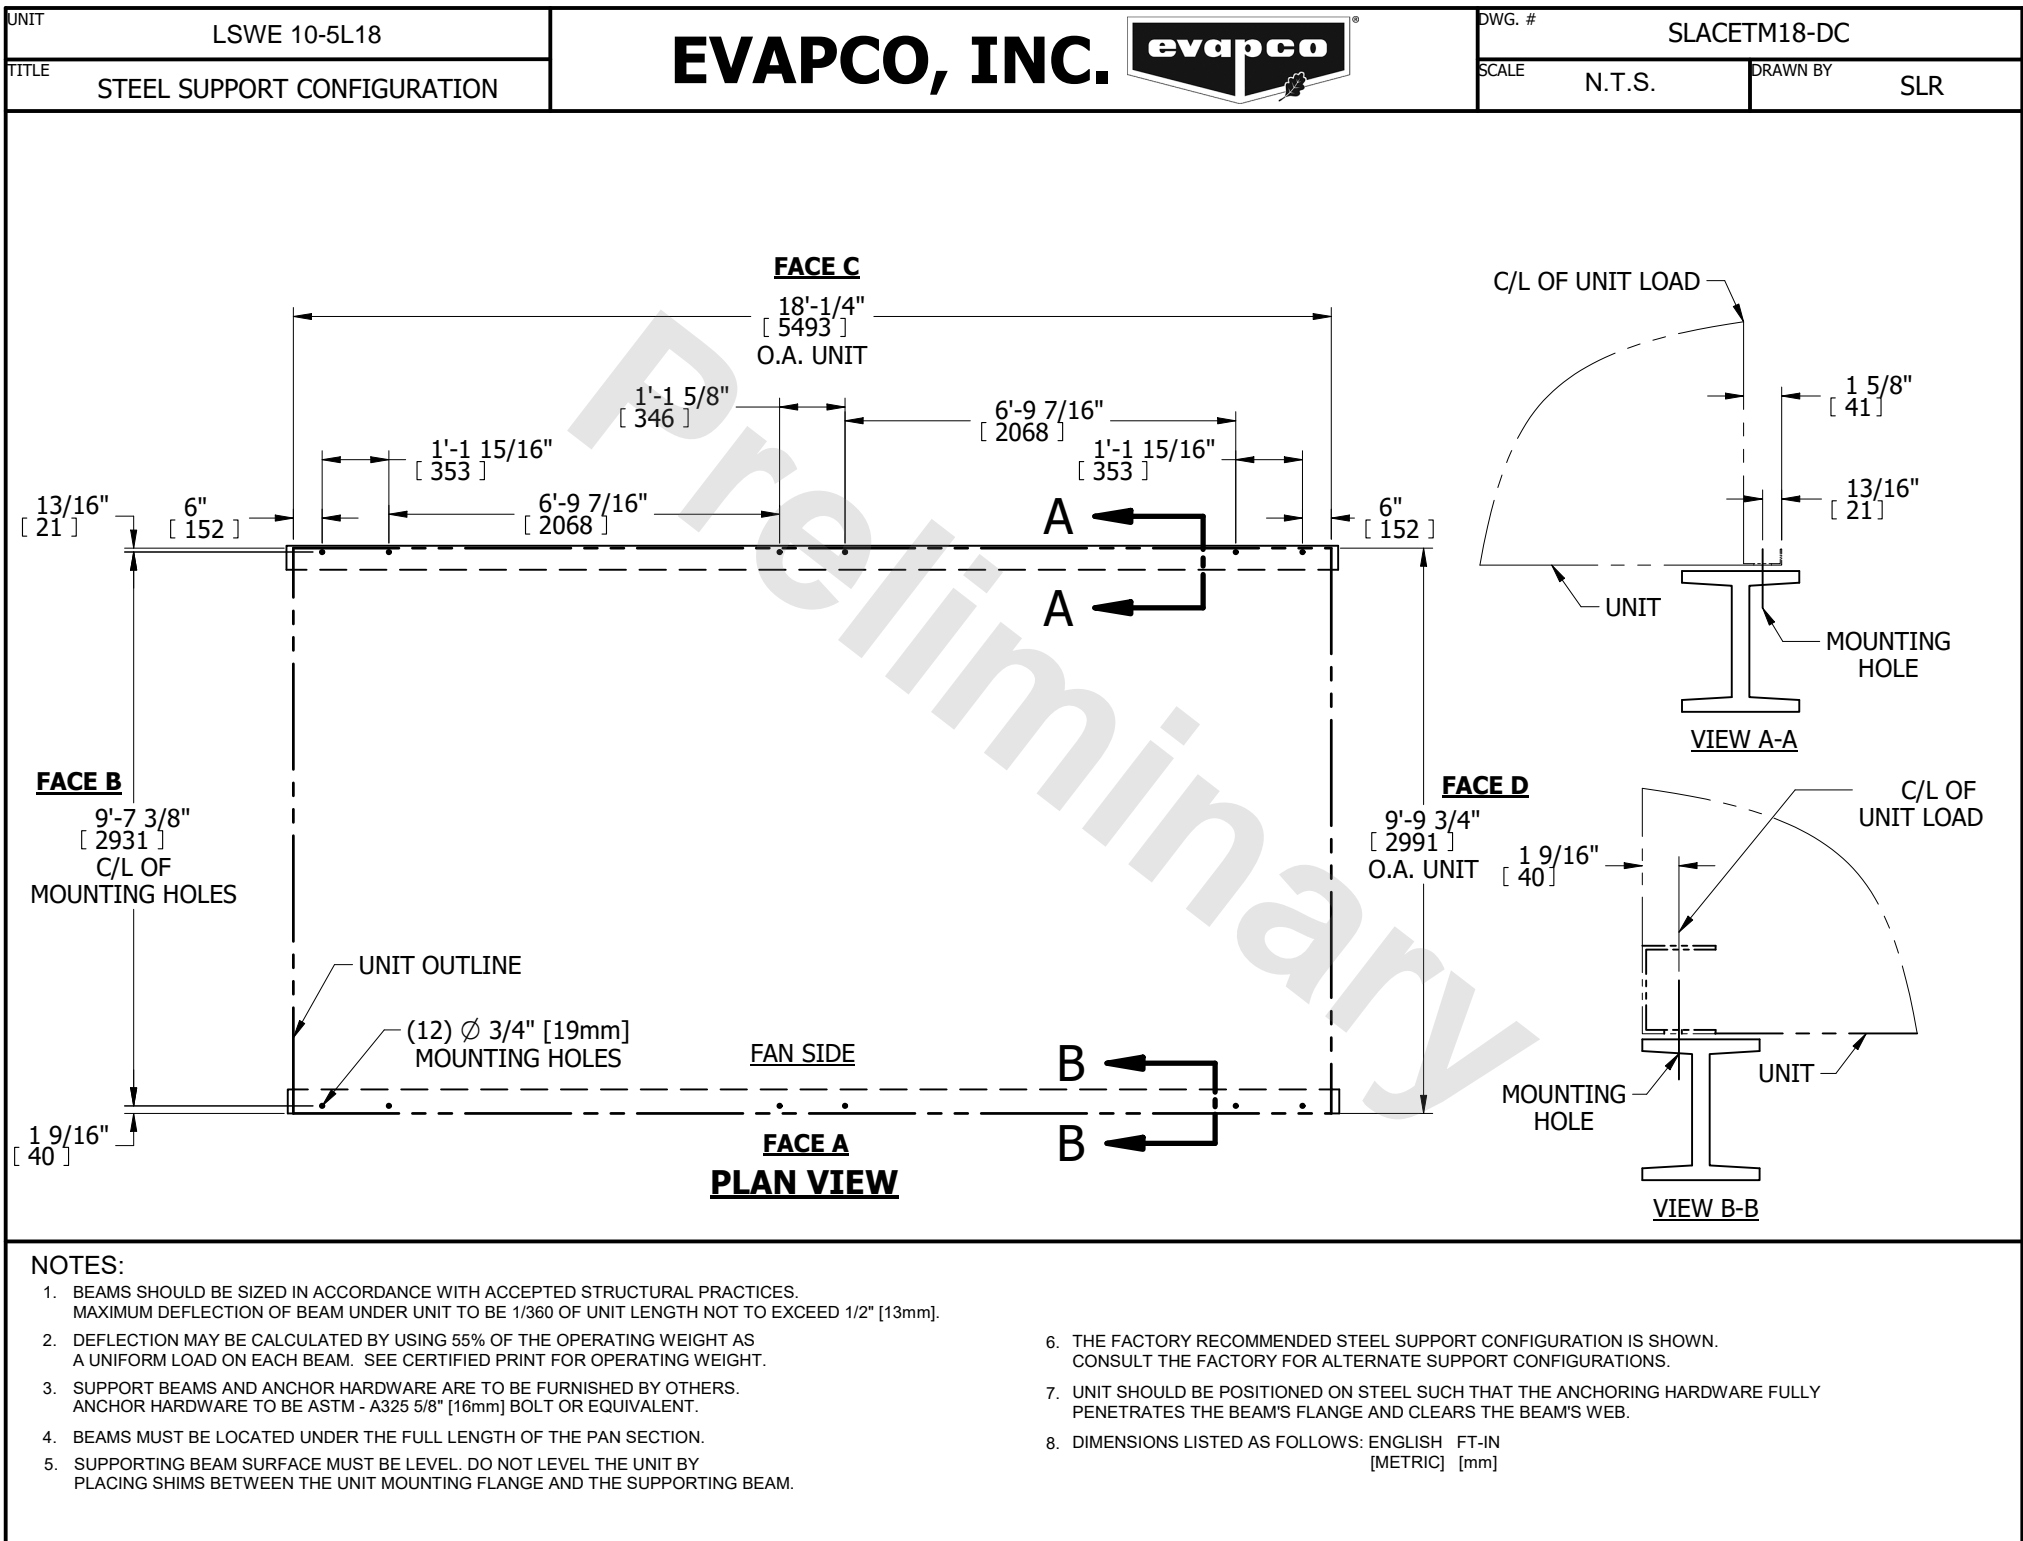 UNIT
LSWE 10-5L18
TITLE
STEEL SUPPORT CONFIGURATION
EVAPCO, INC.
evapco
®
DWG. #
SLACETM18-DC
SCALE
N.T.S.
DRAWN BY
SLR
FACE C
18'-1/4"
[ 5493 ]
O.A. UNIT
1'-1 5/8"
[ 346 ]
6'-9 7/16"
[ 2068 ]
1'-1 15/16"
[ 353 ]
1'-1 15/16"
[ 353 ]
13/16"
[ 21 ]
6"
[ 152 ]
6'-9 7/16"
[ 2068 ]
6"
[ 152 ]
A
A
FACE B
9'-7 3/8"
[ 2931 ]
C/L OF
MOUNTING HOLES
FACE D
9'-9 3/4"
[ 2991 ]
O.A. UNIT
UNIT OUTLINE
(12) Ø 3/4" [19mm]
MOUNTING HOLES
FAN SIDE
B
B
1 9/16"
[ 40 ]
FACE A
PLAN VIEW
Preliminary
C/L OF UNIT LOAD
1 5/8"
[ 41]
13/16"
[ 21]
UNIT
MOUNTING
HOLE
VIEW A-A
C/L OF
UNIT LOAD
1 9/16"
[ 40]
UNIT
MOUNTING
HOLE
VIEW B-B
NOTES:
1. BEAMS SHOULD BE SIZED IN ACCORDANCE WITH ACCEPTED STRUCTURAL PRACTICES.
MAXIMUM DEFLECTION OF BEAM UNDER UNIT TO BE 1/360 OF UNIT LENGTH NOT TO EXCEED 1/2" [13mm].
2. DEFLECTION MAY BE CALCULATED BY USING 55% OF THE OPERATING WEIGHT AS
A UNIFORM LOAD ON EACH BEAM. SEE CERTIFIED PRINT FOR OPERATING WEIGHT.
3. SUPPORT BEAMS AND ANCHOR HARDWARE ARE TO BE FURNISHED BY OTHERS.
ANCHOR HARDWARE TO BE ASTM - A325 5/8" [16mm] BOLT OR EQUIVALENT.
4. BEAMS MUST BE LOCATED UNDER THE FULL LENGTH OF THE PAN SECTION.
5. SUPPORTING BEAM SURFACE MUST BE LEVEL. DO NOT LEVEL THE UNIT BY
PLACING SHIMS BETWEEN THE UNIT MOUNTING FLANGE AND THE SUPPORTING BEAM.
6. THE FACTORY RECOMMENDED STEEL SUPPORT CONFIGURATION IS SHOWN.
CONSULT THE FACTORY FOR ALTERNATE SUPPORT CONFIGURATIONS.
7. UNIT SHOULD BE POSITIONED ON STEEL SUCH THAT THE ANCHORING HARDWARE FULLY
PENETRATES THE BEAM'S FLANGE AND CLEARS THE BEAM'S WEB.
8. DIMENSIONS LISTED AS FOLLOWS: ENGLISH FT-IN
[METRIC] [mm]